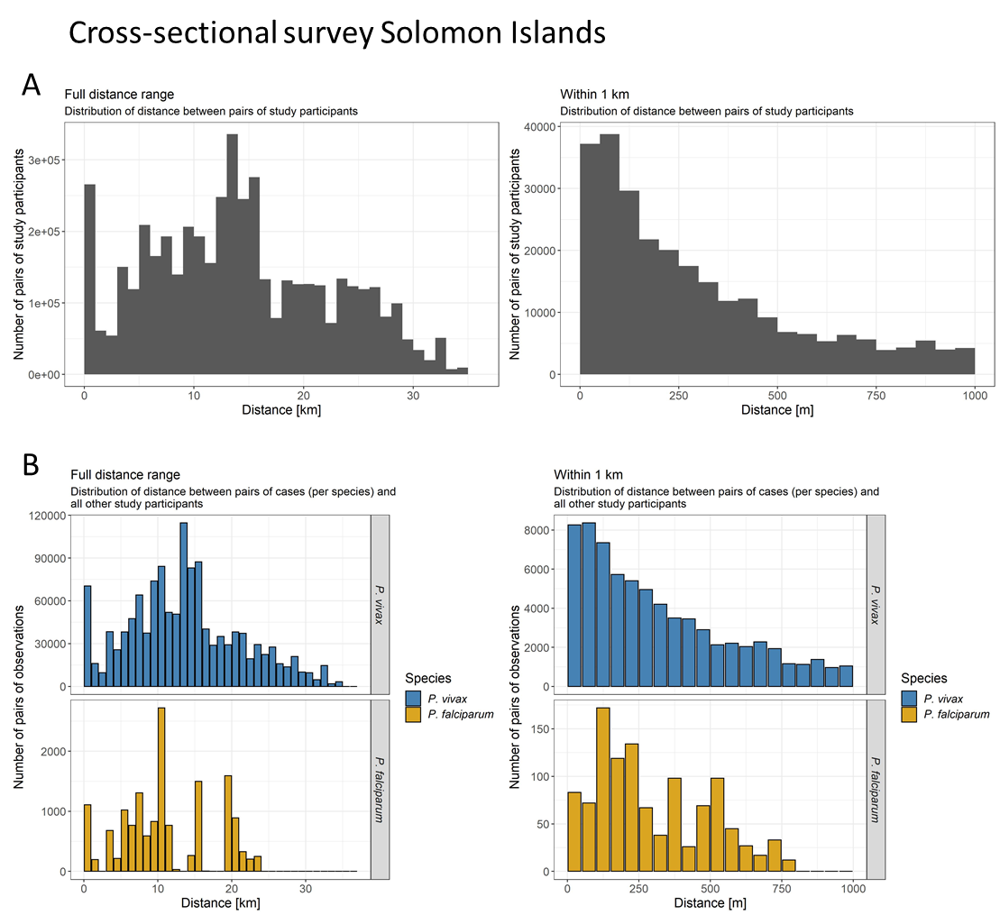 Cross-sectional survey Solomon Islands
A
Full distance range
Distribution of distance between pairs of study participants
Number of pairs of study participants
3e+05
2e+05
1e+05
0e+00
0 10 20 30
Distance [km]
Within 1 km
Distribution of distance between pairs of study participants
Number of pairs of study participants
40000
30000
20000
10000
0
0 250 500 750 1000
Distance [m]
B
Full distance range
Distribution of distance between pairs of cases (per species) and
all other study participants
Number of pairs of observations
120000
90000
60000
30000
0
P. vivax
2000
1000
0
P. falciparum
0 10 20 30
Distance [km]
Species
P. vivax
P. falciparum
Within 1 km
Distribution of distance between pairs of cases (per species) and
all other study participants
Number of pairs of observations
8000
6000
4000
2000
0
P. vivax
150
100
50
0
P. falciparum
0 250 500 750 1000
Distance [m]
Species
P. vivax
P. falciparum